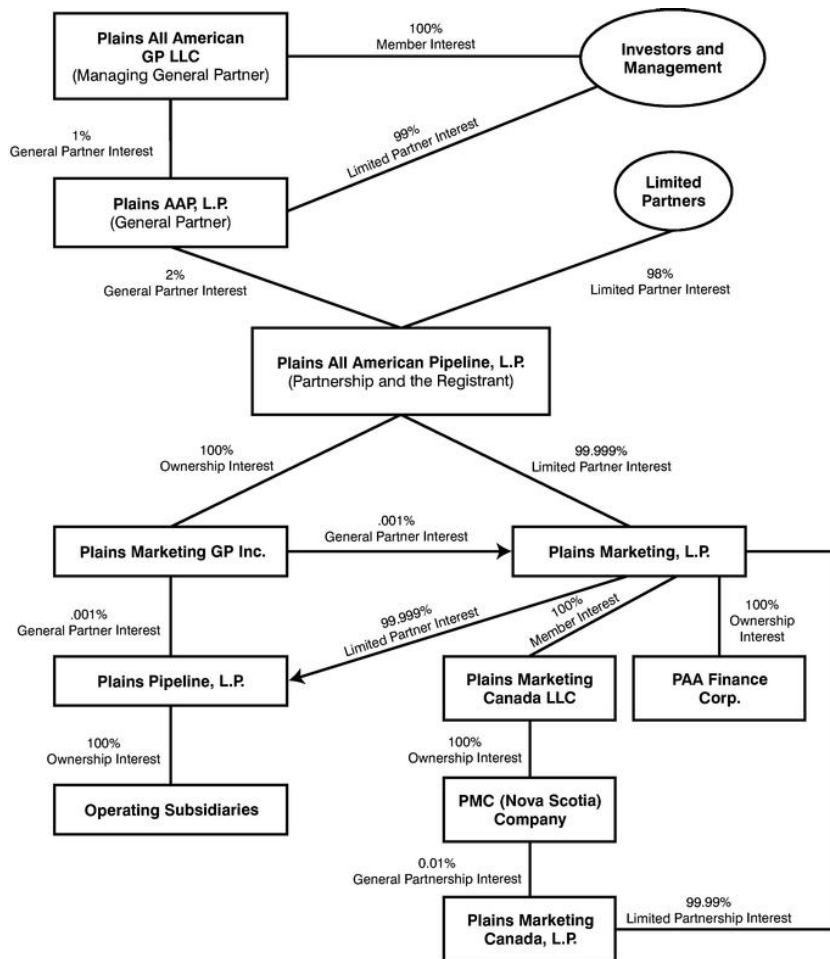 Plains All American
GP LLC
(Managing General Partner)
100%
Member Interest
Investors and
Management
1%
General Partner Interest
99%
Limited Partner Interest
Plains AAP, L.P.
(General Partner)
Limited
Partners
2%
General Partner Interest
98%
Limited Partner Interest
Plains All American Pipeline, L.P.
(Partnership and the Registrant)
100%
Ownership Interest
99.999%
Limited Partner Interest
Plains Marketing GP Inc.
.001%
General Partner Interest
Plains Marketing, L.P.
.001%
General Partner Interest
99.999%
Limited Partner Interest
100%
Member Interest
100%
Ownership
Interest
Plains Pipeline, L.P.
Plains Marketing
Canada LLC
PAA Finance
Corp.
100%
Ownership Interest
100%
Ownership Interest
Operating Subsidiaries
PMC (Nova Scotia)
Company
0.01%
General Partnership Interest
Plains Marketing
Canada, L.P.
99.99%
Limited Partnership Interest